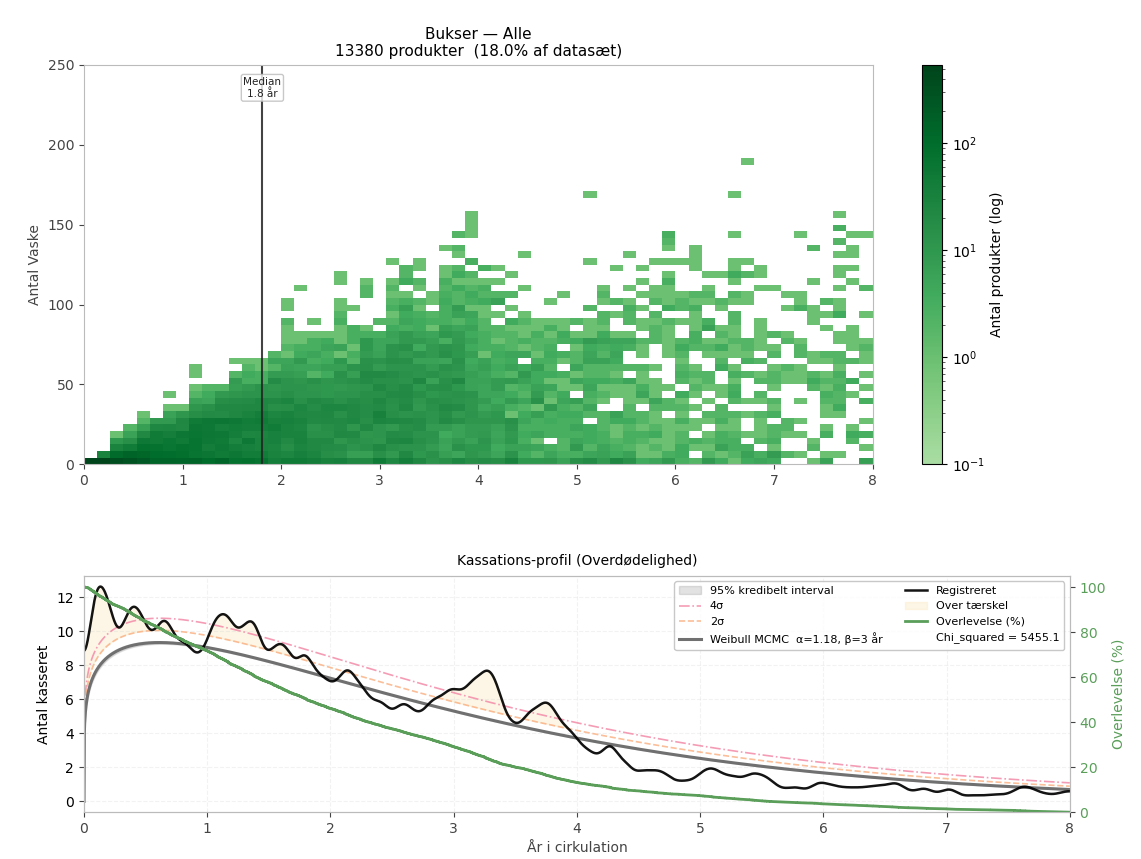 Bukser — Alle
13380 produkter  (18.0% af datasæt)
250
200
150
100
50
0
Antal Vaske
Median
1.8 år
0 1 2 3 4 5 6 7 8
10²
10¹
10⁰
10⁻¹
Antal produkter (log)
Kassations-profil (Overdødelighed)
12
10
8
6
4
2
0
Antal kasseret
95% kredibelt interval
4σ
2σ
Weibull MCMC  α=1.18, β=3 år
Registreret
Over tærskel
Overlevelse (%)
Chi_squared = 5455.1
100
80
60
40
20
0
Overlevelse (%)
0 1 2 3 4 5 6 7 8
År i cirkulation